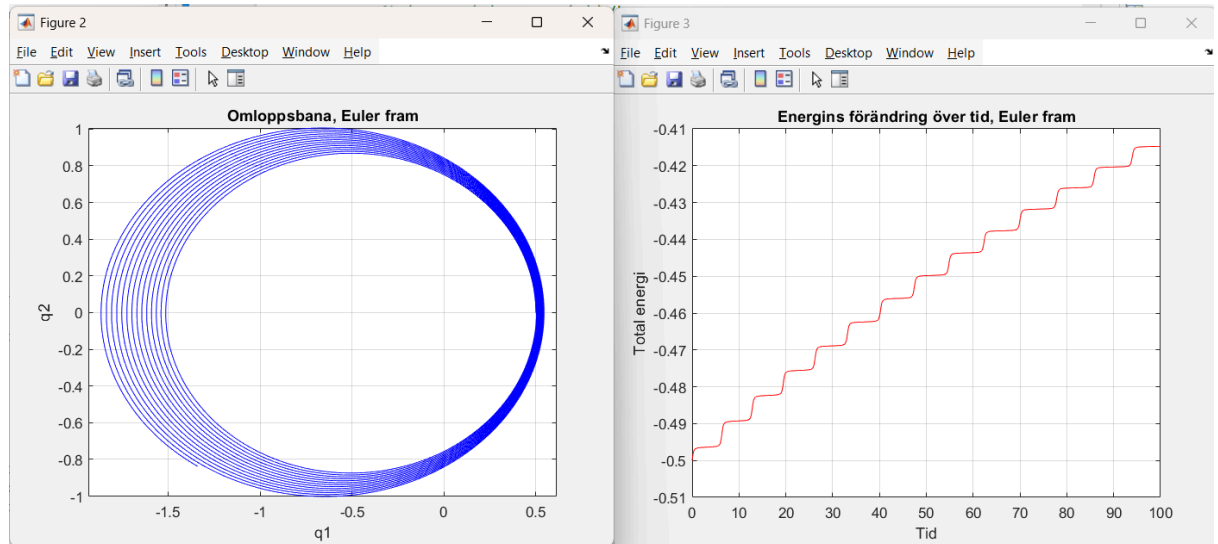 Figure 2
File Edit View Insert Tools Desktop Window Help
Omloppsbana, Euler fram
1
0.8
0.6
0.4
0.2
0
-0.2
-0.4
-0.6
-0.8
-1
q2
-1.5 -1 -0.5 0 0.5
q1
Figure 3
File Edit View Insert Tools Desktop Window Help
Energins förändring över tid, Euler fram
-0.41
-0.42
-0.43
-0.44
-0.45
-0.46
-0.47
-0.48
-0.49
-0.5
-0.51
Total energi
0 10 20 30 40 50 60 70 80 90 100
Tid